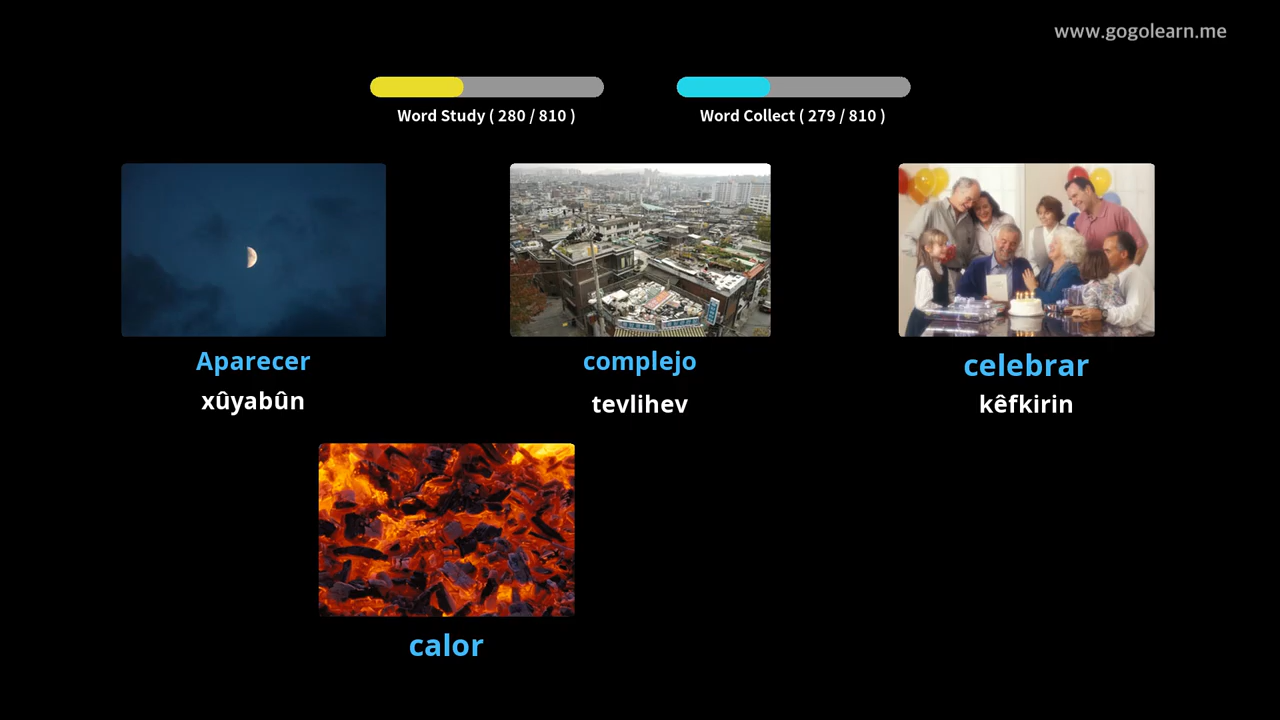 www.gogolearn.me
Word Study ( 280 / 810 )
Word Collect ( 279 / 810 )
Aparecer
xûyabûn
complejo
tevlihev
celebrar
kêfkirin
calor